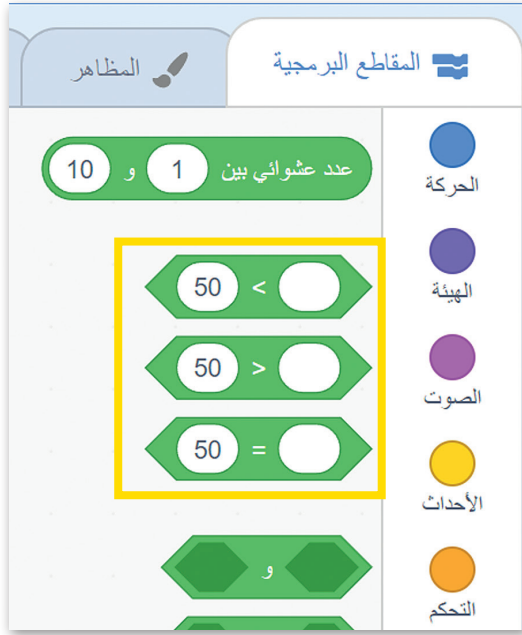 المقاطع البرمجية
المظاهر
الحركة
الهيئة
الصوت
الأحداث
التحكم
عدد عشوائي بين 1 و 10
50 <
50 >
50 =
و